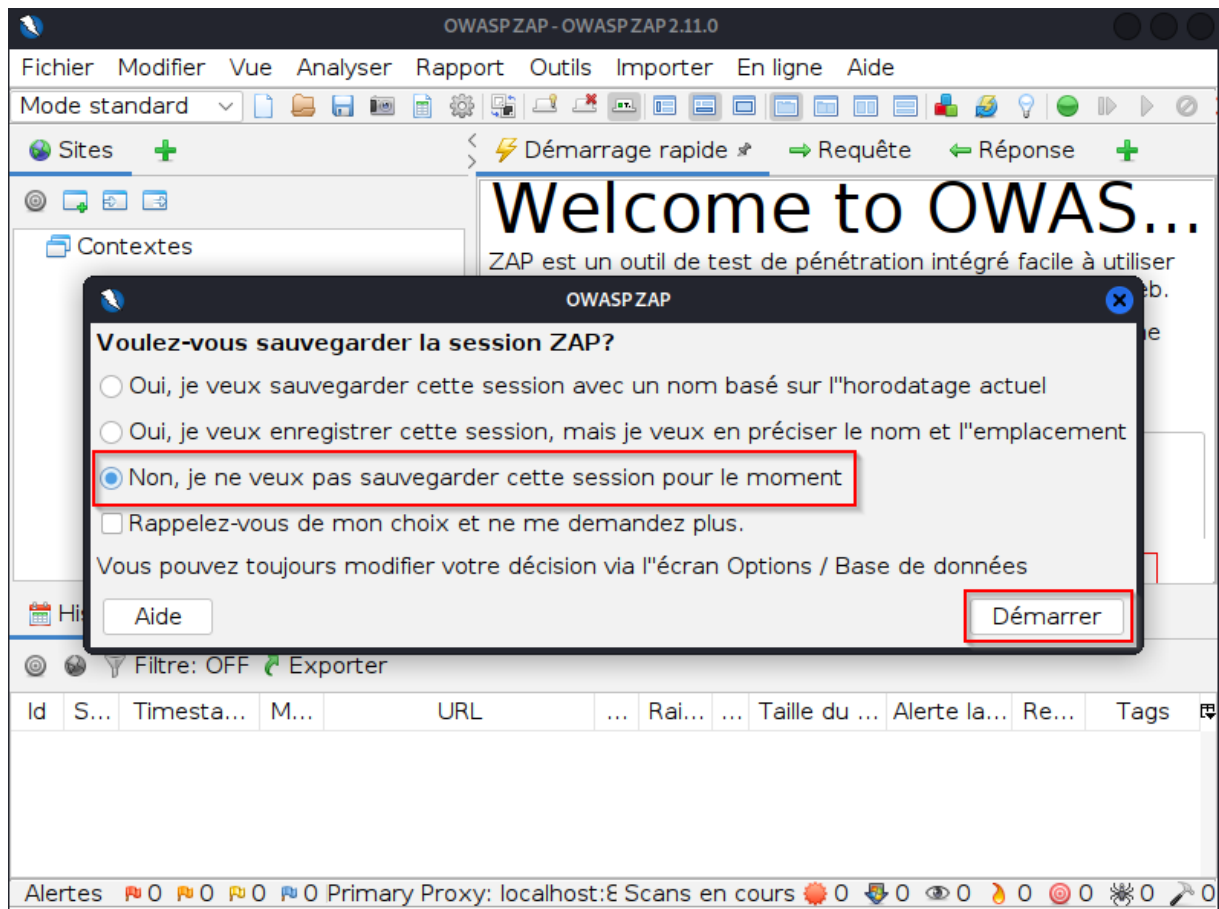 OWASP ZAP - OWASP ZAP 2.11.0
Fichier Modifier Vue Analyser Rapport Outils Importer En ligne Aide
Mode standard
Sites
Démarrage rapide Requête Réponse
Contextes
Welcome to OWAS...
ZAP est un outil de test de pénétration intégré facile à utiliser
eb.
OWASP ZAP
Voulez-vous sauvegarder la session ZAP?
Oui, je veux sauvegarder cette session avec un nom basé sur l''horodatage actuel
Oui, je veux enregistrer cette session, mais je veux en préciser le nom et l''emplacement
Non, je ne veux pas sauvegarder cette session pour le moment
Rappelez-vous de mon choix et ne me demandez plus.
Vous pouvez toujours modifier votre décision via l''écran Options / Base de données
Aide Démarrer
Filtre: OFF Exporter
Id S... Timesta... M... URL ... Rai... ... Taille du ... Alerte la... Re... Tags
Alertes 0 0 0 0 Primary Proxy: localhost: Scans en cours 0 0 0 0 0 0 0